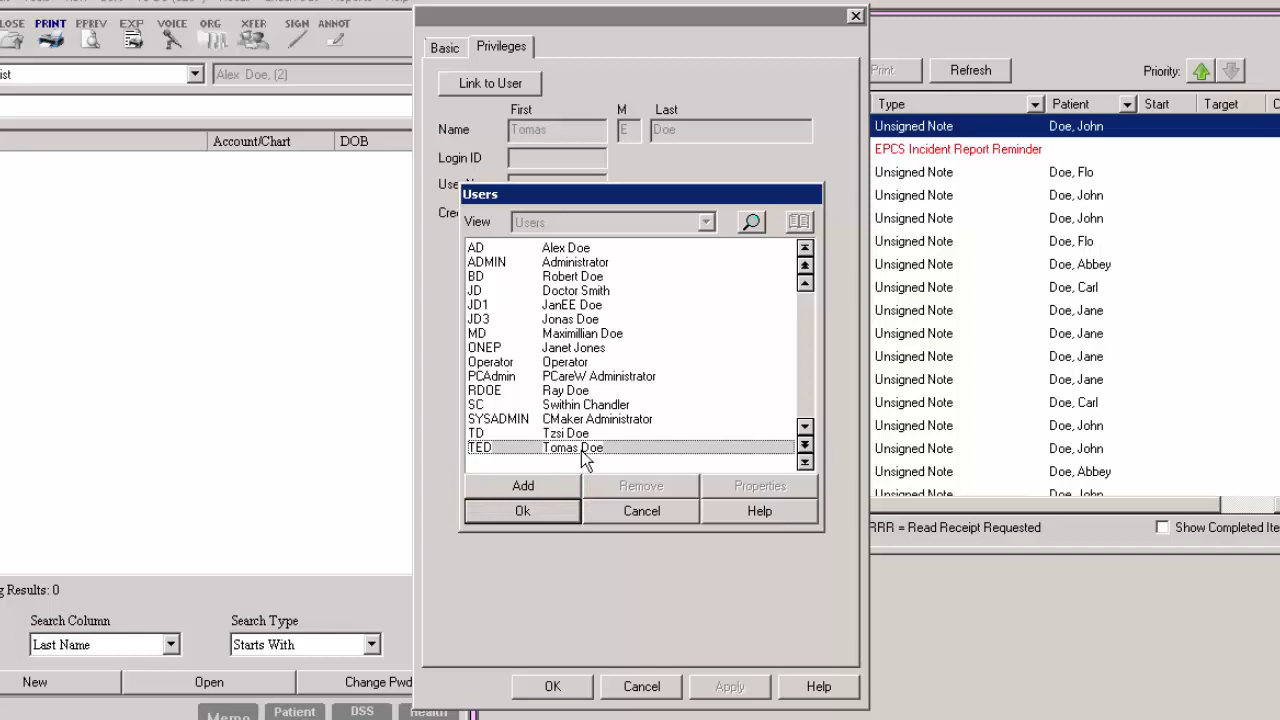 LOSE PRINT PREV EXP VOICE ORG XFER SIGN ANNOT
ist
Alex Doe, (2)
Account/Chart DOB
g Results: 0
Search Column Search Type
Last Name Starts With
New Open Change Pwd
Memo Patient DSS Health
Basic Privileges
Link to User
First M Last
Name Tomas E Doe
Login ID
Use
Cre
Users
View Users
AD Alex Doe
ADMIN Administrator
BD Robert Doe
JD Doctor Smith
JD1 JanEE Doe
JD3 Jonas Doe
MD Maximillian Doe
ONEP Janet Jones
Operator Operator
PCAdmin PCareW Administrator
RDOE Ray Doe
SC Swithin Chandler
SYSADMIN CMaker Administrator
TD Tzsi Doe
TED Tomas Doe
Add Remove Properties
Ok Cancel Help
OK Cancel Apply Help
Print Refresh Priority:
Type Patient Start Target C
Unsigned Note Doe, John
EPCS Incident Report Reminder
Unsigned Note Doe, Flo
Unsigned Note Doe, John
Unsigned Note Doe, John
Unsigned Note Doe, Flo
Unsigned Note Doe, Abbey
Unsigned Note Doe, Carl
Unsigned Note Doe, Jane
Unsigned Note Doe, Jane
Unsigned Note Doe, Jane
Unsigned Note Doe, Jane
Unsigned Note Doe, Carl
Unsigned Note Doe, John
Unsigned Note Doe, John
Unsigned Note Doe, Abbey
Unsigned Note Doe, John
RRR = Read Receipt Requested Show Completed Ite